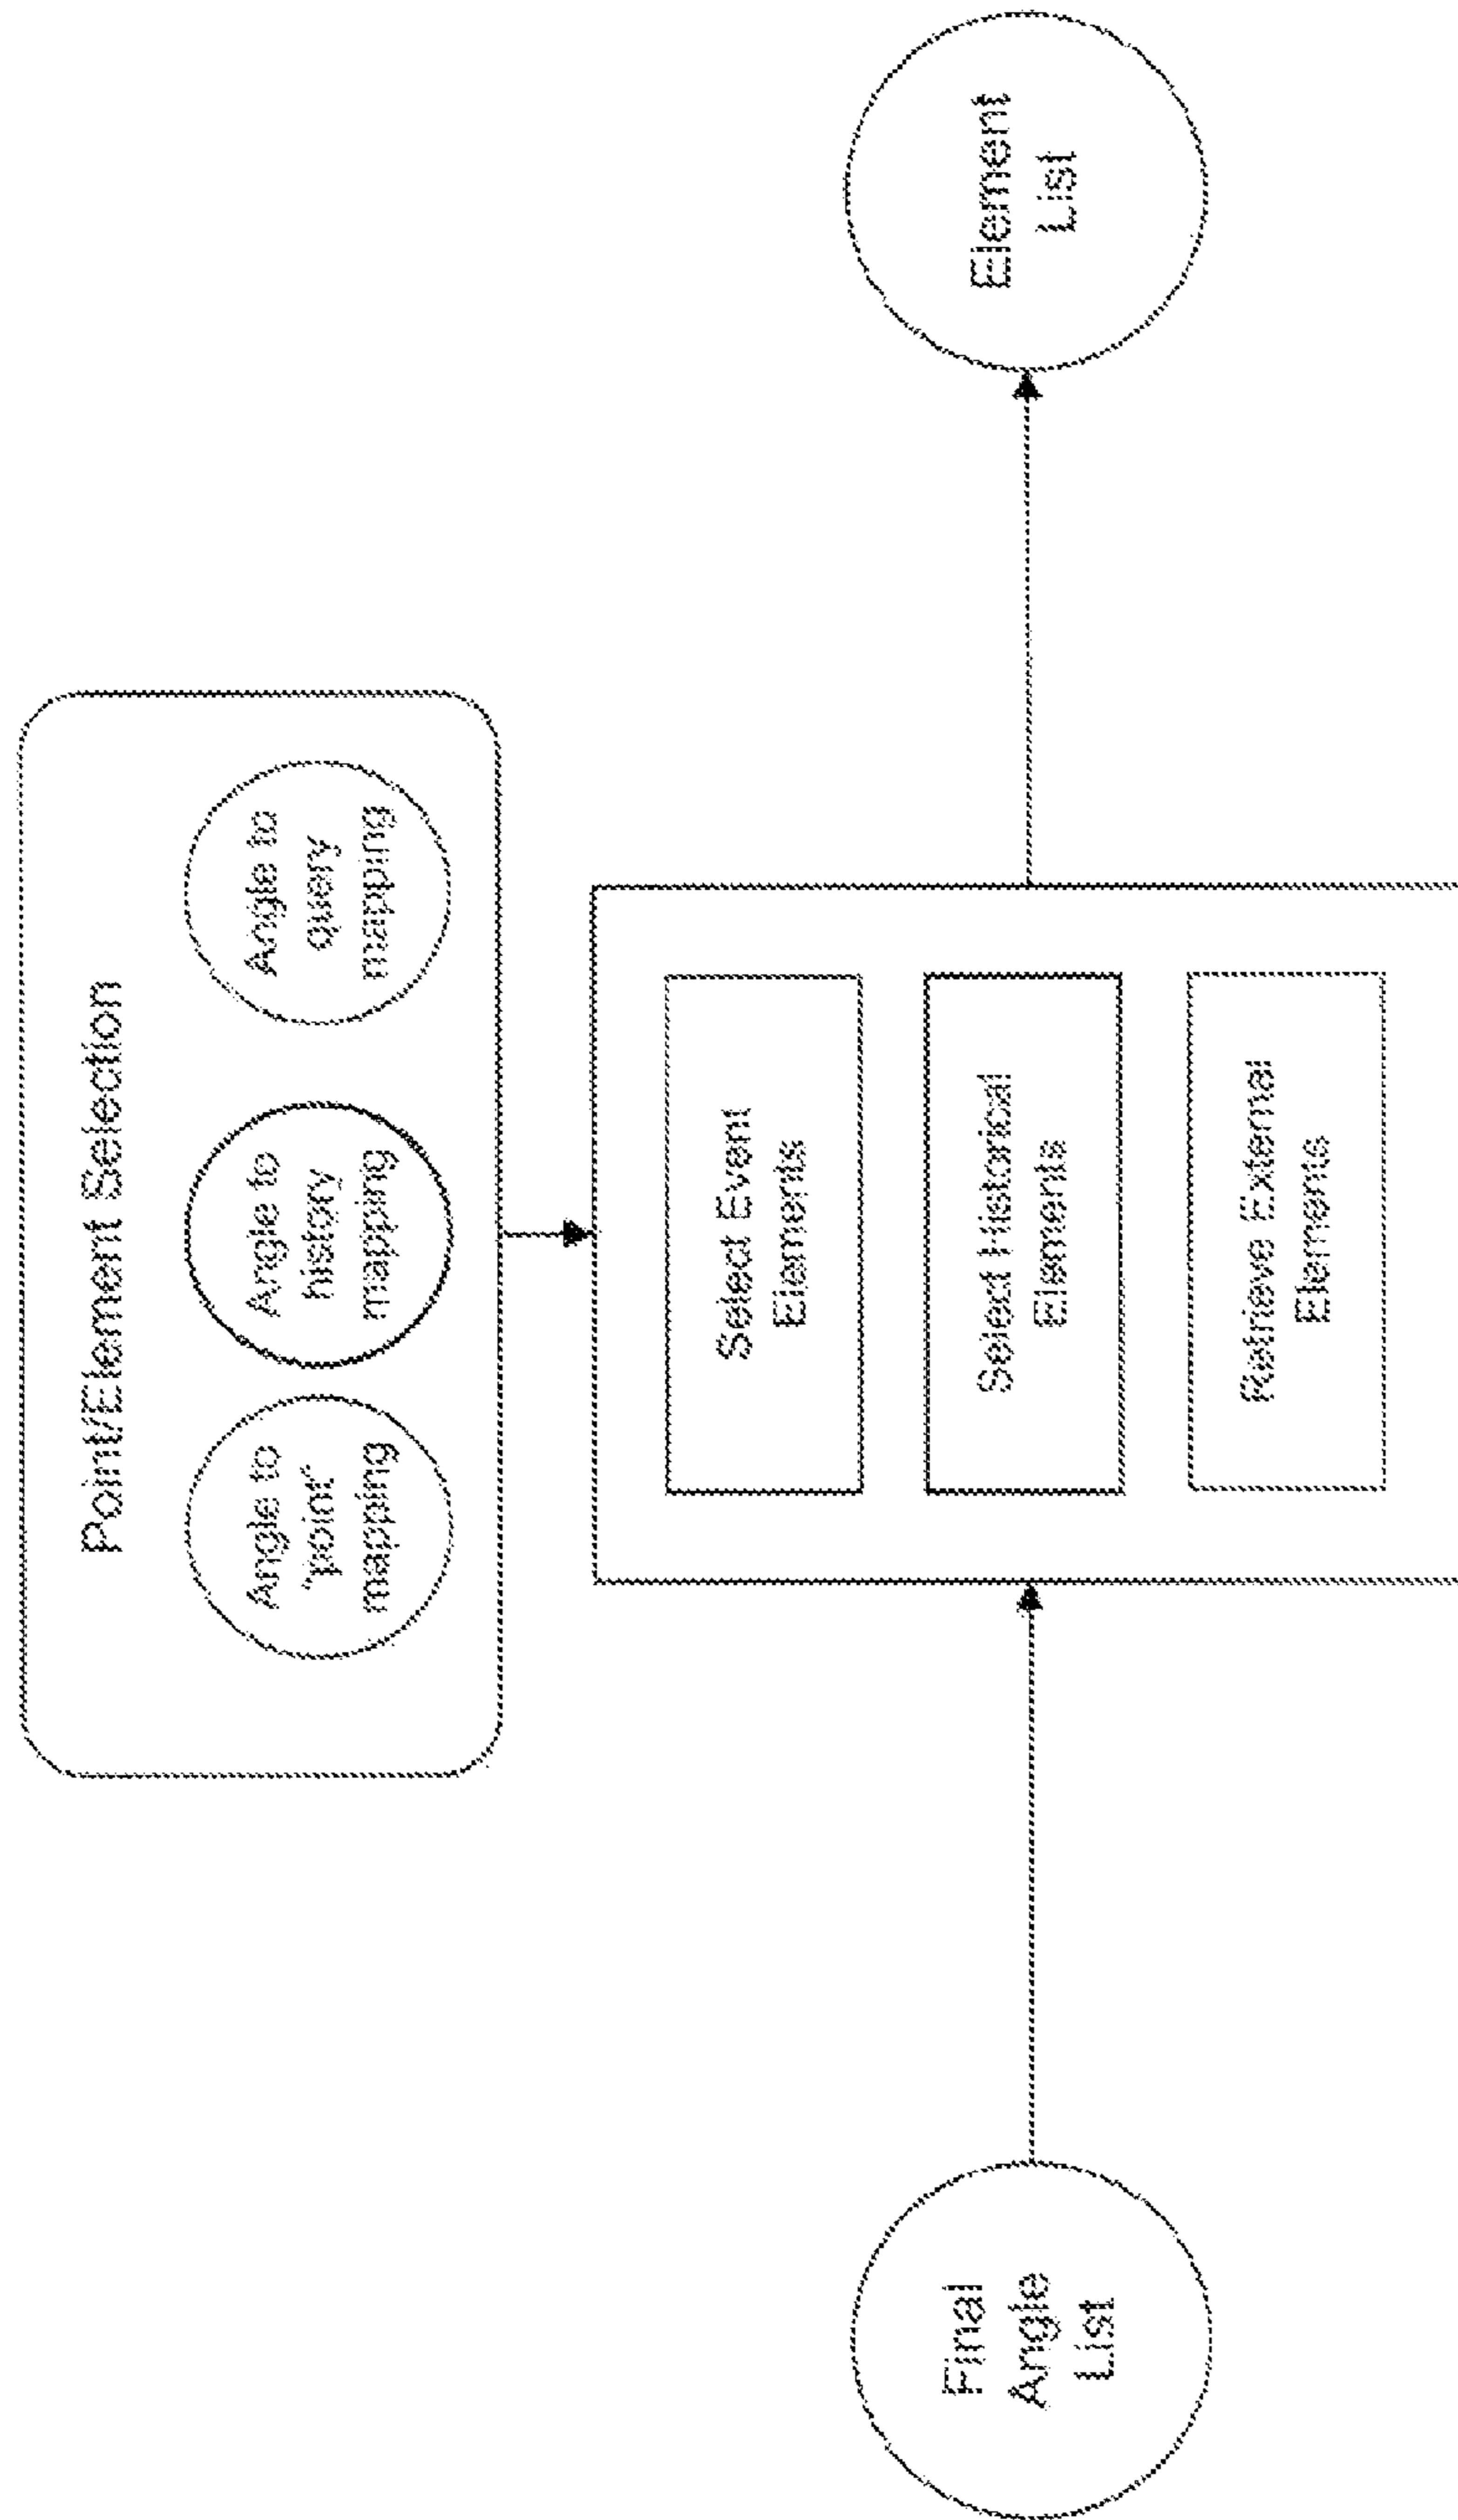 Point/Element Selection
Angle to
"point"
mapping
Angle to
history
mapping
Angle to
query
mapping
Final
Angle
List
Select Event
Elements
Select Historical
Elements
Retrieve External
Elements
Element
List